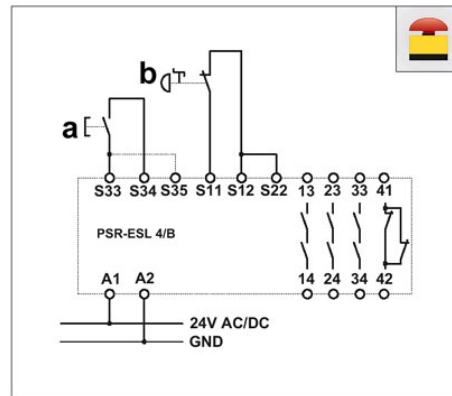 b
a
S33 S34 S35 S11 S12 S22 13 23 33 41
PSR-ESL 4/B
A1 A2 14 24 34 42
24V AC/DC
GND